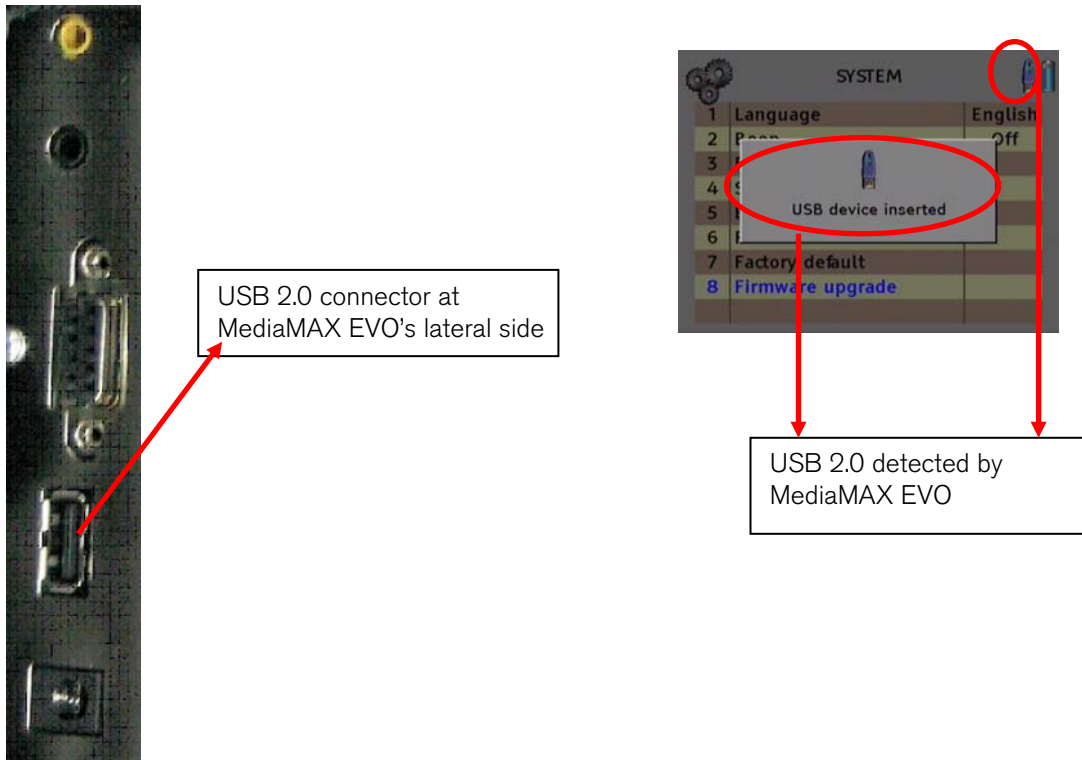 USB 2.0 connector at
MediaMAX EVO's lateral side
SYSTEM
1 Language English
2 Beep Off
3
4 S
5
6
USB device inserted
7 Factory default
8 Firmware upgrade
USB 2.0 detected by
MediaMAX EVO